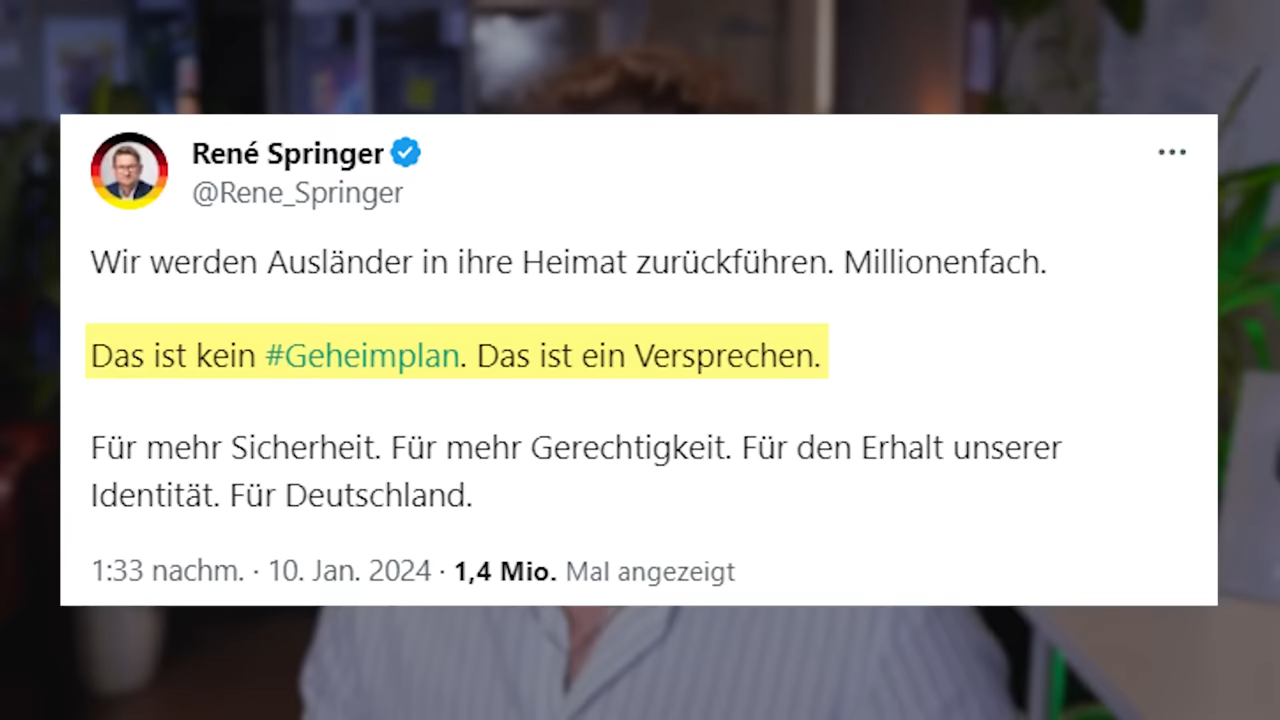 René Springer
@Rene_Springer
Wir werden Ausländer in ihre Heimat zurückführen. Millionenfach.
Das ist kein #Geheimplan. Das ist ein Versprechen.
Für mehr Sicherheit. Für mehr Gerechtigkeit. Für den Erhalt unserer
Identität. Für Deutschland.
1:33 nachm. · 10. Jan. 2024 · 1,4 Mio. Mal angezeigt